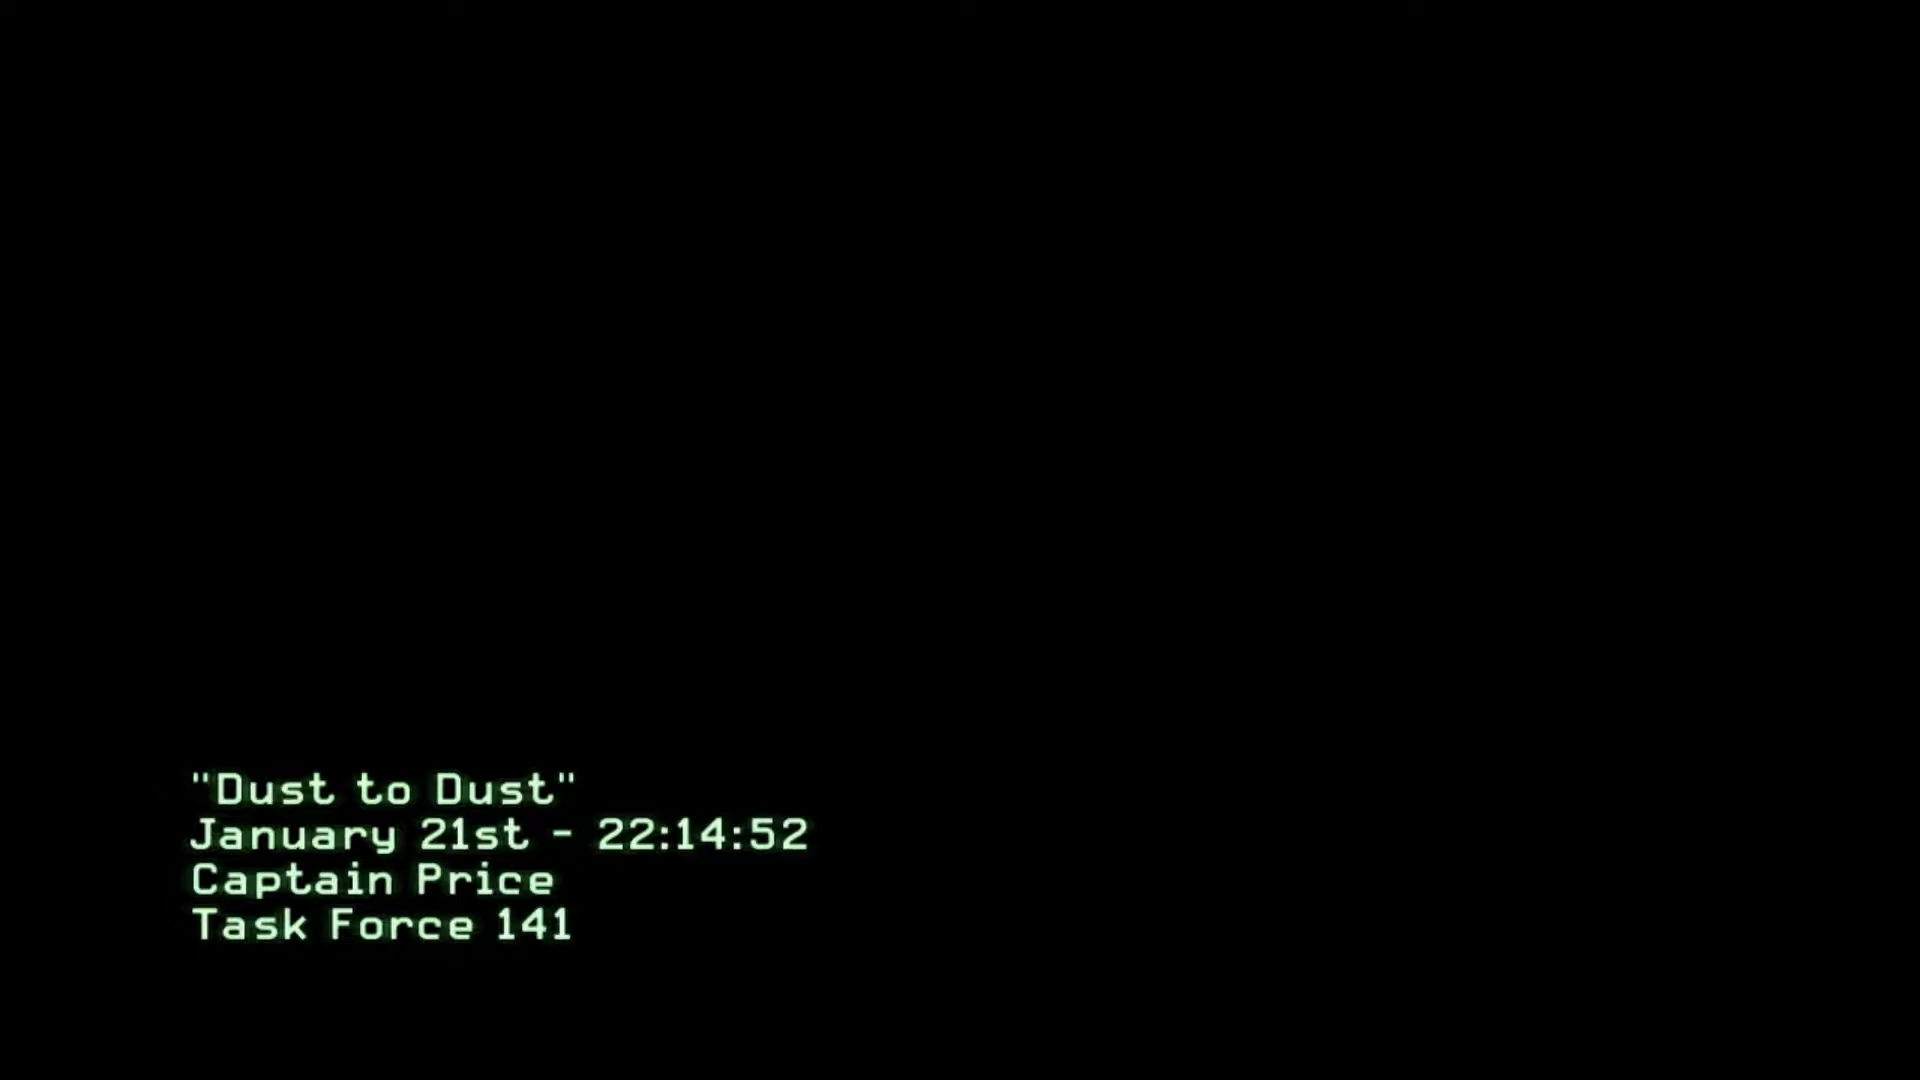 "Dust to Dust"
January 21st - 22:14:52
Captain Price
Task Force 141